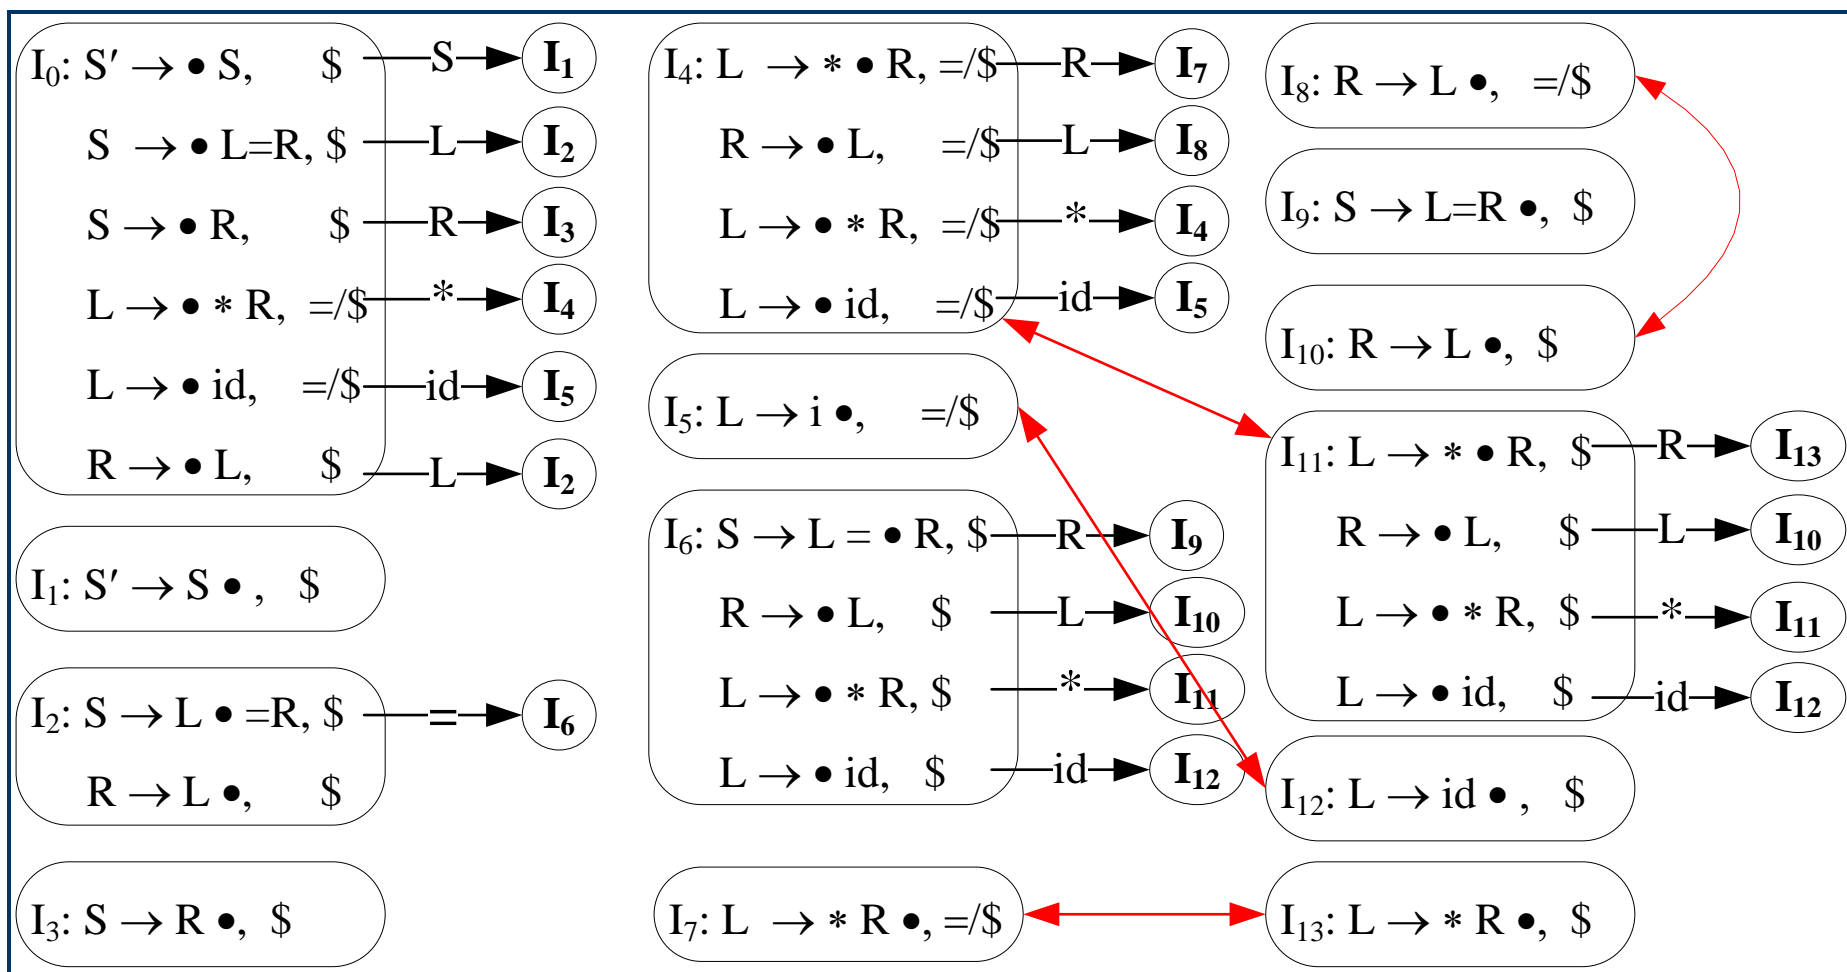 I₀: S′ → • S, $ S I₁
S → • L=R, $ L I₂
S → • R, $ R I₃
L → • * R, =/$ * I₄
L → • id, =/$ id I₅
R → • L, $ L I₂
I₁: S′ → S • , $
I₂: S → L • =R, $ = I₆
R → L •, $
I₃: S → R •, $
I₄: L → * • R, =/$ R I₇
R → • L, =/$ L I₈
L → • * R, =/$ * I₄
L → • id, =/$ id I₅
I₅: L → i •, =/$
I₆: S → L = • R, $ R I₉
R → • L, $ L I₁₀
L → • * R, $ * I₁₁
L → • id, $ id I₁₂
I₇: L → * R •, =/$
I₈: R → L •, =/$
I₉: S → L=R •, $
I₁₀: R → L •, $
I₁₁: L → * • R, $ R I₁₃
R → • L, $ L I₁₀
L → • * R, $ * I₁₁
L → • id, $ id I₁₂
I₁₂: L → id • , $
I₁₃: L → * R •, $